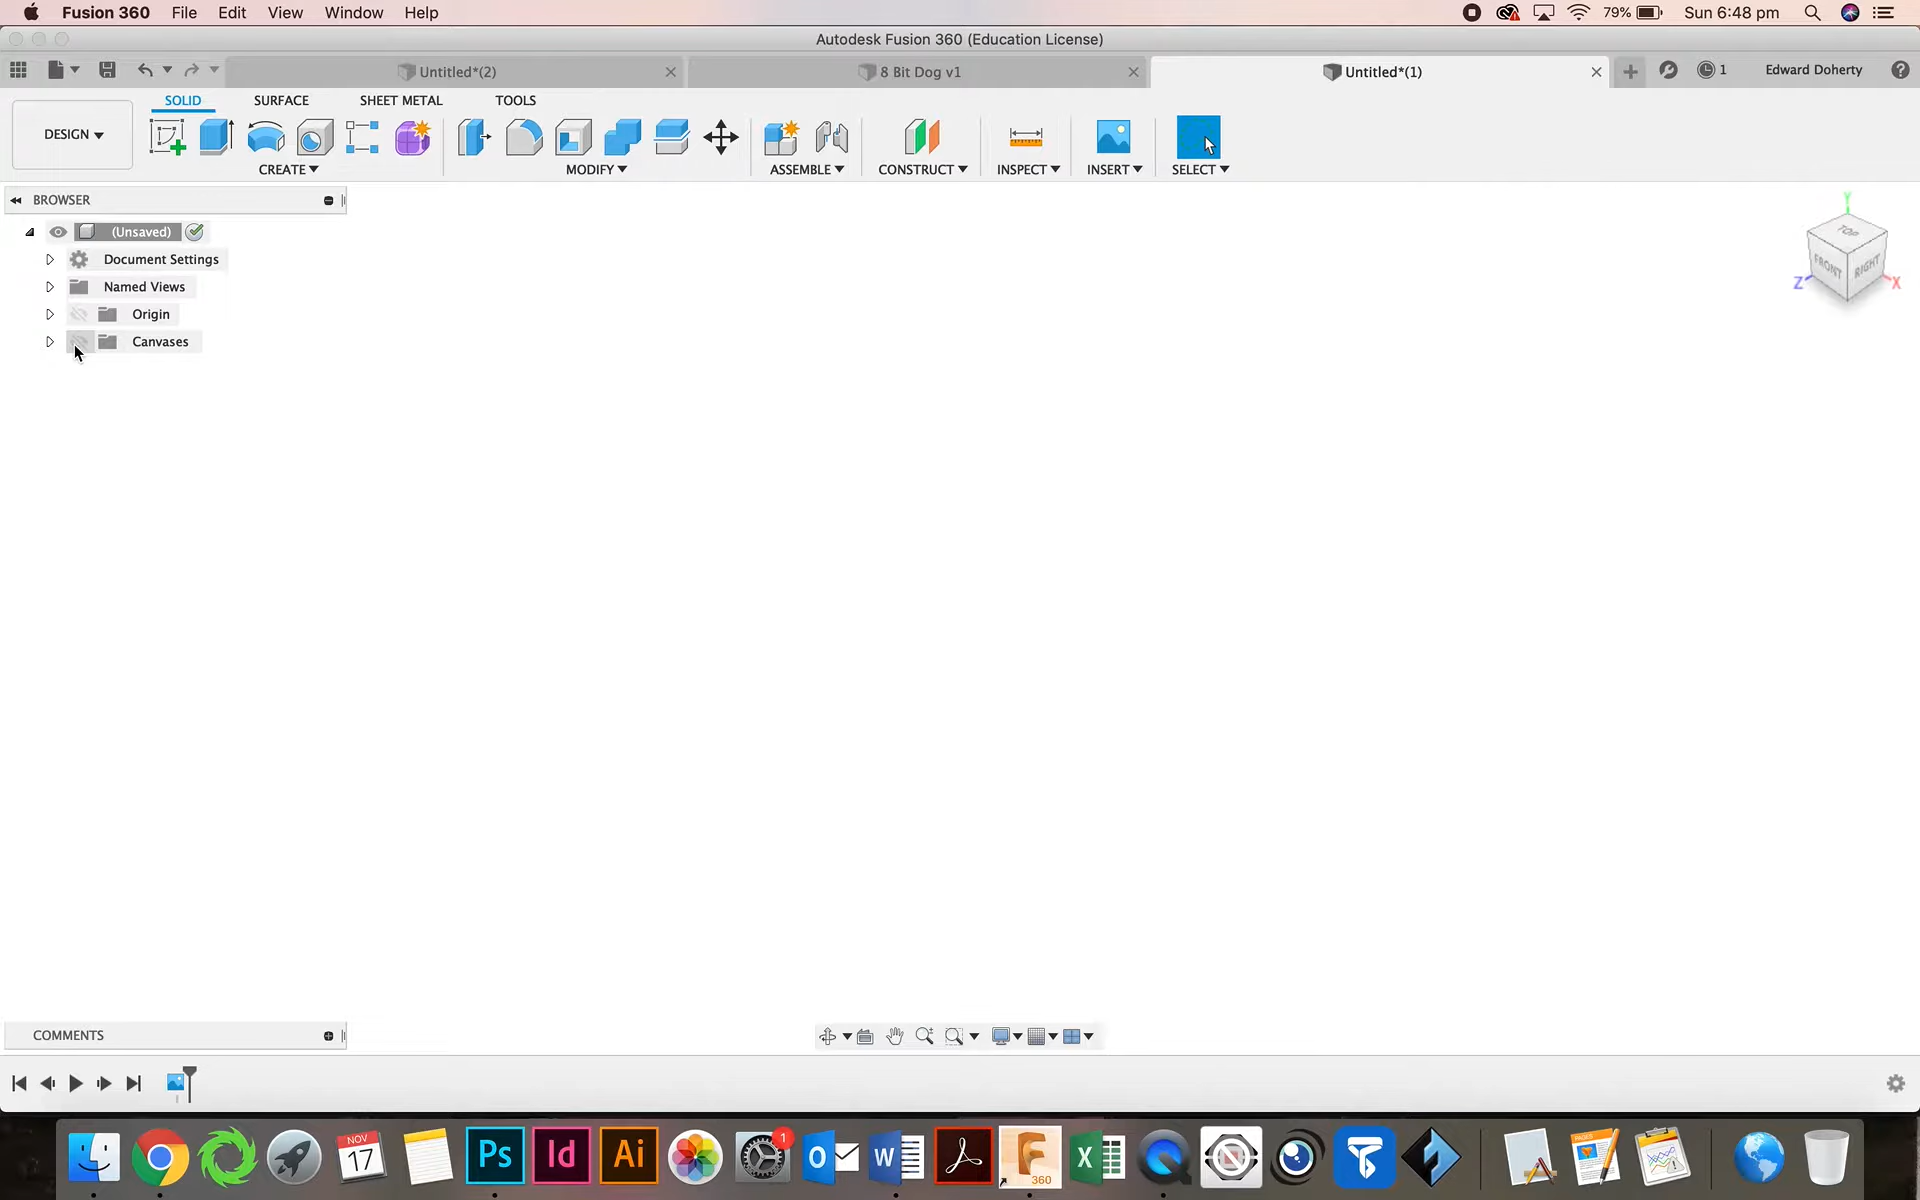 Fusion 360 File Edit View Window Help 79% Sun 6:48 pm
Autodesk Fusion 360 (Education License)
Untitled*(2) 8 Bit Dog v1 Untitled*(1) 1 Edward Doherty
SOLID SURFACE SHEET METAL TOOLS
DESIGN
CREATE MODIFY ASSEMBLE CONSTRUCT INSPECT INSERT SELECT
BROWSER
(Unsaved)
Document Settings
Named Views
Origin
Canvases
Y
TOP
FRONT RIGHT
Z X
COMMENTS
NOV
17
Ps Id Ai
1
O W
F
360
X
PAGES